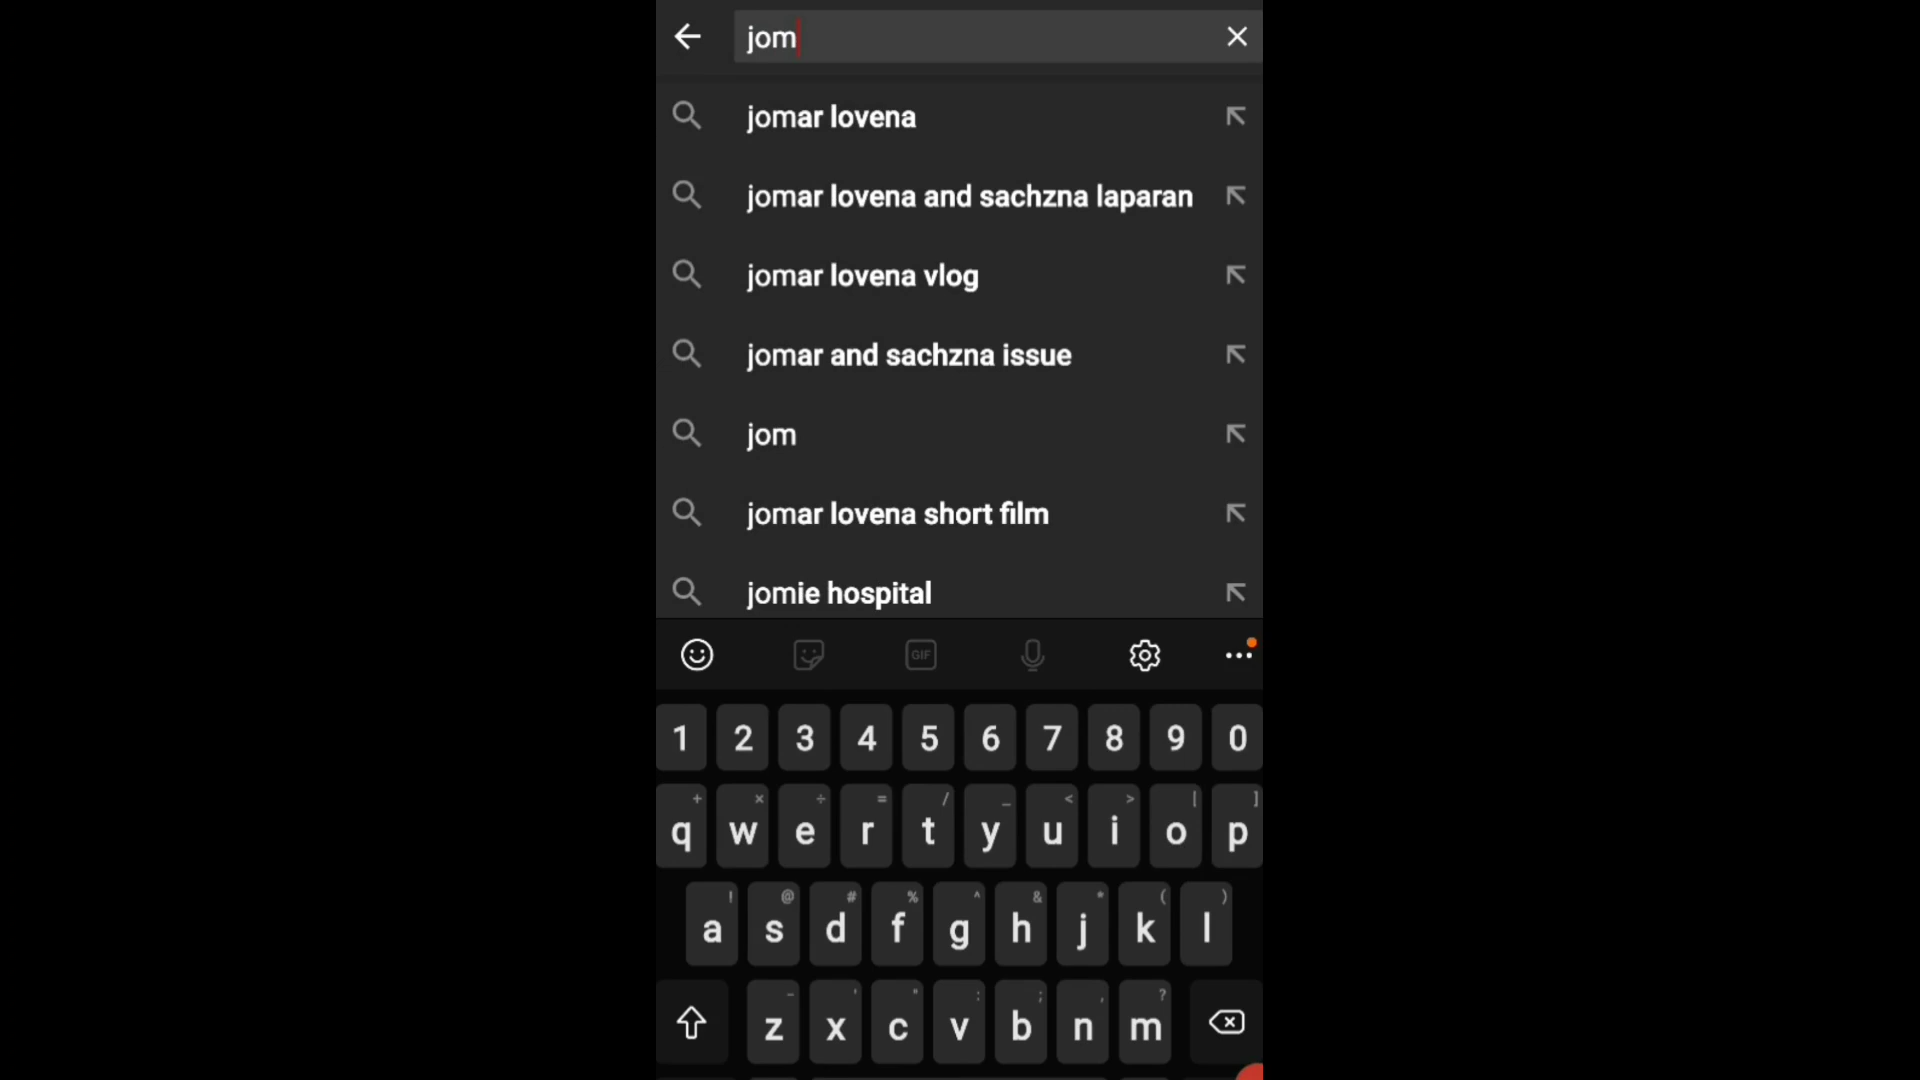 jom
jomar lovena
jomar lovena and sachzna laparan
jomar lovena vlog
jomar and sachzna issue
jom
jomar lovena short film
jomie hospital
GIF
1 2 3 4 5 6 7 8 9 0
+ × ÷ = / _ < > | ]
q w e r t y u i o p
! @ # % ^ & * ( )
a s d f g h j k l
- ' " : ; , ?
z x c v b n m